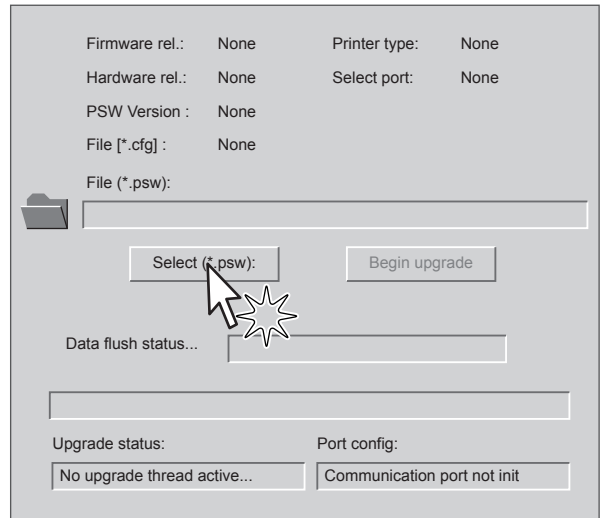 Firmware rel.: None Printer type: None
Hardware rel.: None Select port: None
PSW Version : None
File [*.cfg] : None
File (*.psw):
Select (*.psw): Begin upgrade
Data flush status...
Upgrade status: Port config:
No upgrade thread active... Communication port not init